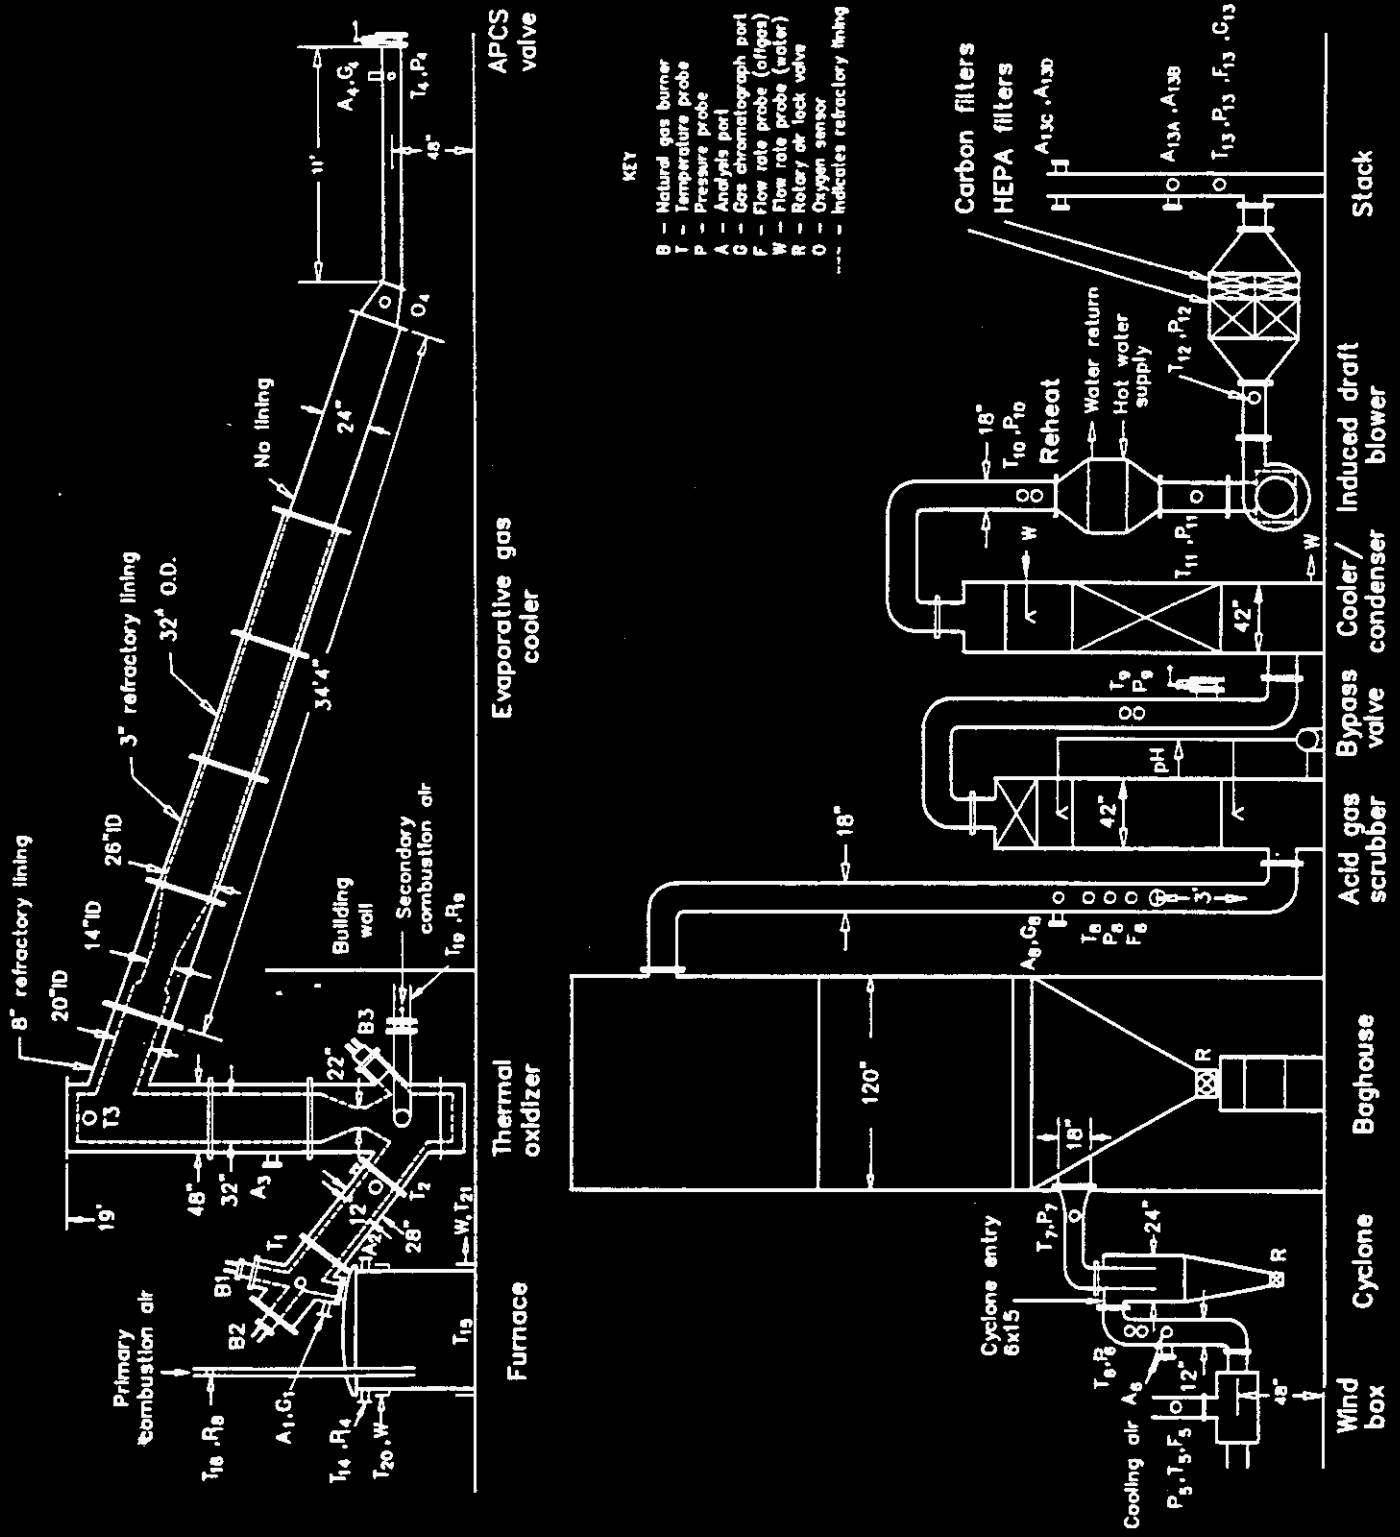 Primary
combustion air
T18,R18
B2
B1
T1
A1,G1
T14,R4
T20,W
T15
A2
W,T21
12"
T2
28"
19'
48"
32"
A3
T3
8" refractory lining
20"ID
14"ID
26"ID
22"
B3
Building
wall
Secondary
combustion air
T19,R19
3" refractory lining
32" O.D.
34'4"
No lining
24"
O4
11'
A4,G4
T4,P4
48"
Furnace
Thermal
oxidizer
Evaporative gas
cooler
APCS
valve
KEY
B - Natural gas burner
T - Temperature probe
P - Pressure probe
A - Analysis port
G - Gas chromatograph port
F - Flow rate probe (offgas)
W - Flow rate probe (water)
R - Rotary air lock valve
O - Oxygen sensor
---- - Indicates refractory lining
Cooling air
P5,T5,F5
A6
T6,P6
12"
48"
Cyclone entry
6x15
T7,P7
24"
R
18"
120"
R
18"
A8,G8
T8
P8
F8
3'
42"
pH
T9
P9
W
42"
W
18"
T10,P10
Reheat
Water return
Hot water
supply
T11,P11
T12,P12
Carbon filters
HEPA filters
A13C,A13D
A13A,A13B
T13,P13,F13,G13
Wind
box
Cyclone
Baghouse
Acid gas
scrubber
Bypass
valve
Cooler/
condenser
Induced draft
blower
Stack